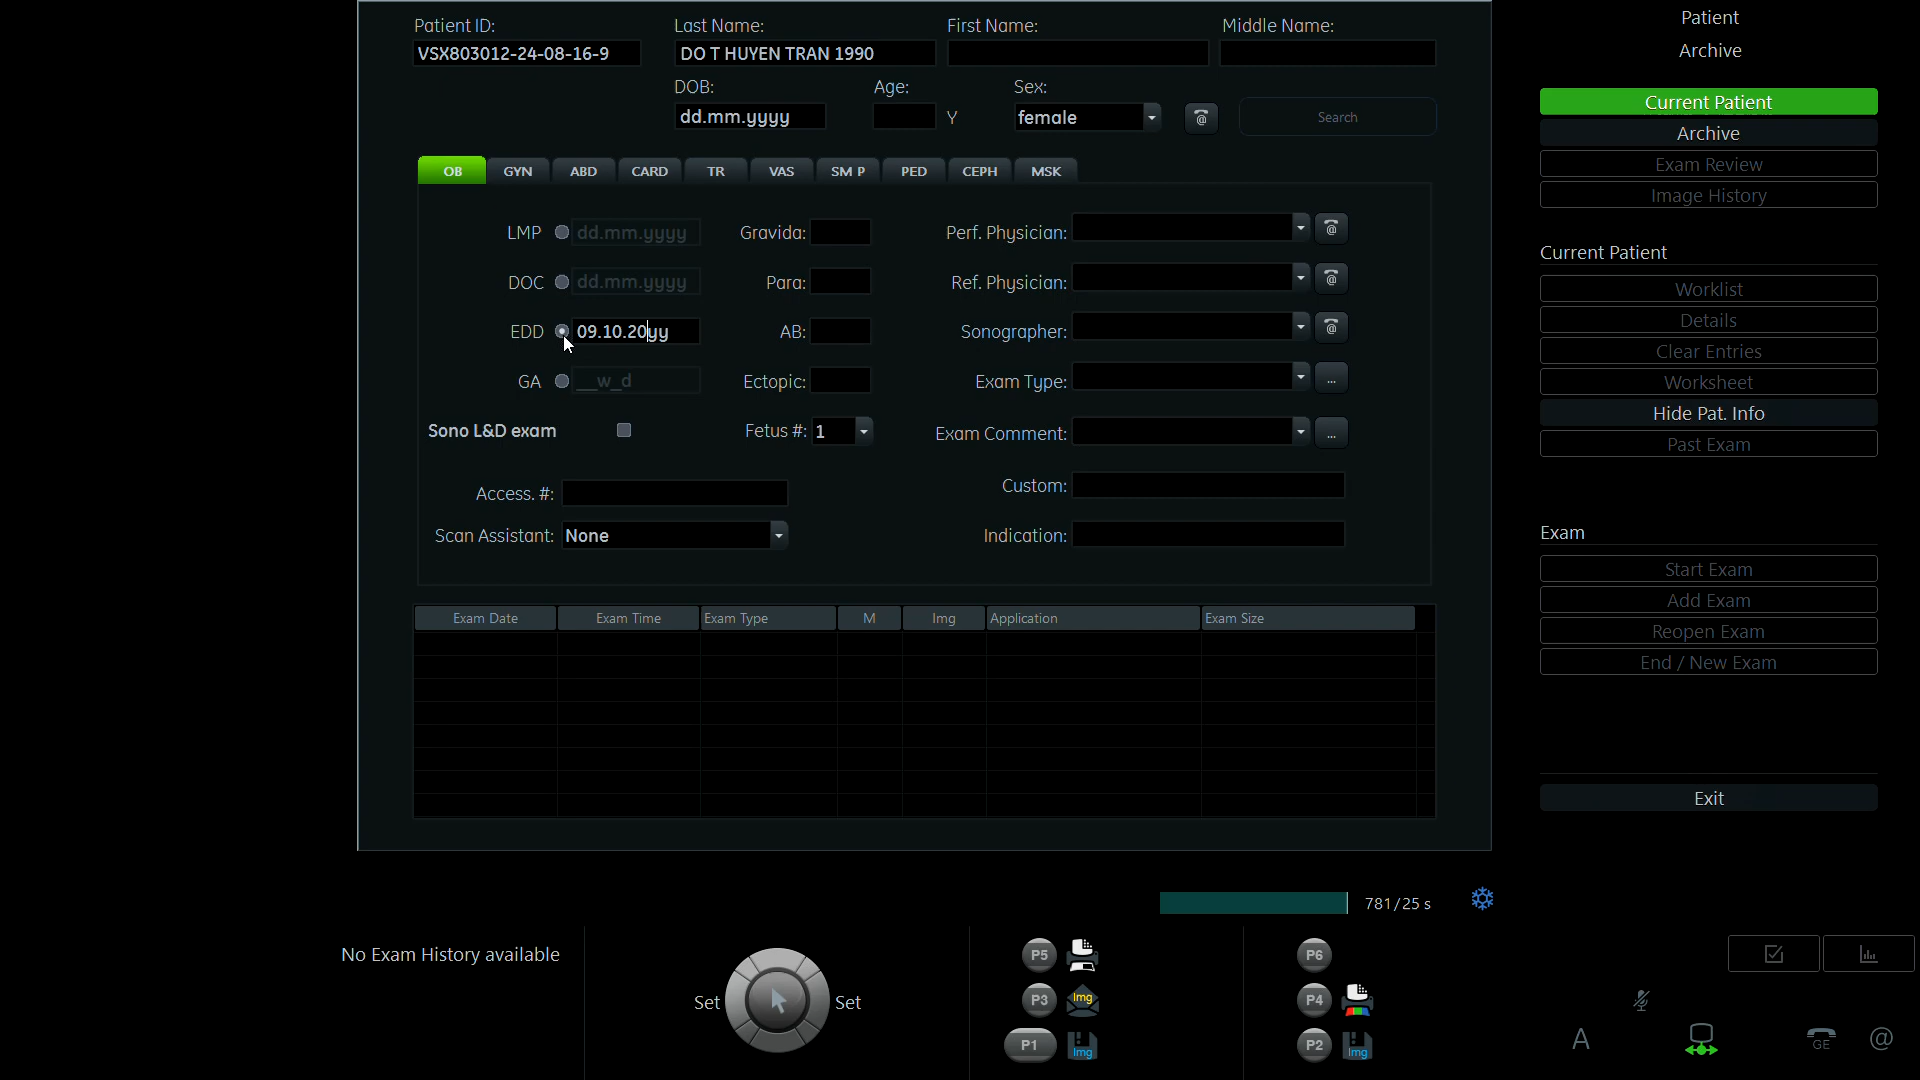 Patient ID: Last Name: First Name: Middle Name:
VSX803012-24-08-16-9 DO T HUYEN TRAN 1990
DOB: Age: Sex:
dd.mm.yyyy Y female @ Search
OB GYN ABD CARD TR VAS SM P PED CEPH MSK
LMP dd.mm.yyyy Gravida: Perf. Physician: @
DOC dd.mm.yyyy Para: Ref. Physician: @
EDD 09.10.20yy AB: Sonographer: @
GA __w_d Ectopic: Exam Type: ...
Sono L&D exam Fetus #: 1 Exam Comment: ...
Access. #: Custom:
Scan Assistant: None Indication:
Exam Date Exam Time Exam Type M Img Application Exam Size
781/25 s
Patient
Archive
Current Patient
Archive
Exam Review
Image History
Current Patient
Worklist
Details
Clear Entries
Worksheet
Hide Pat. Info
Past Exam
Exam
Start Exam
Add Exam
Reopen Exam
End / New Exam
Exit
No Exam History available
Set Set
P5 P6
P3 Img P4
P1 Img P2 Img
A GE @